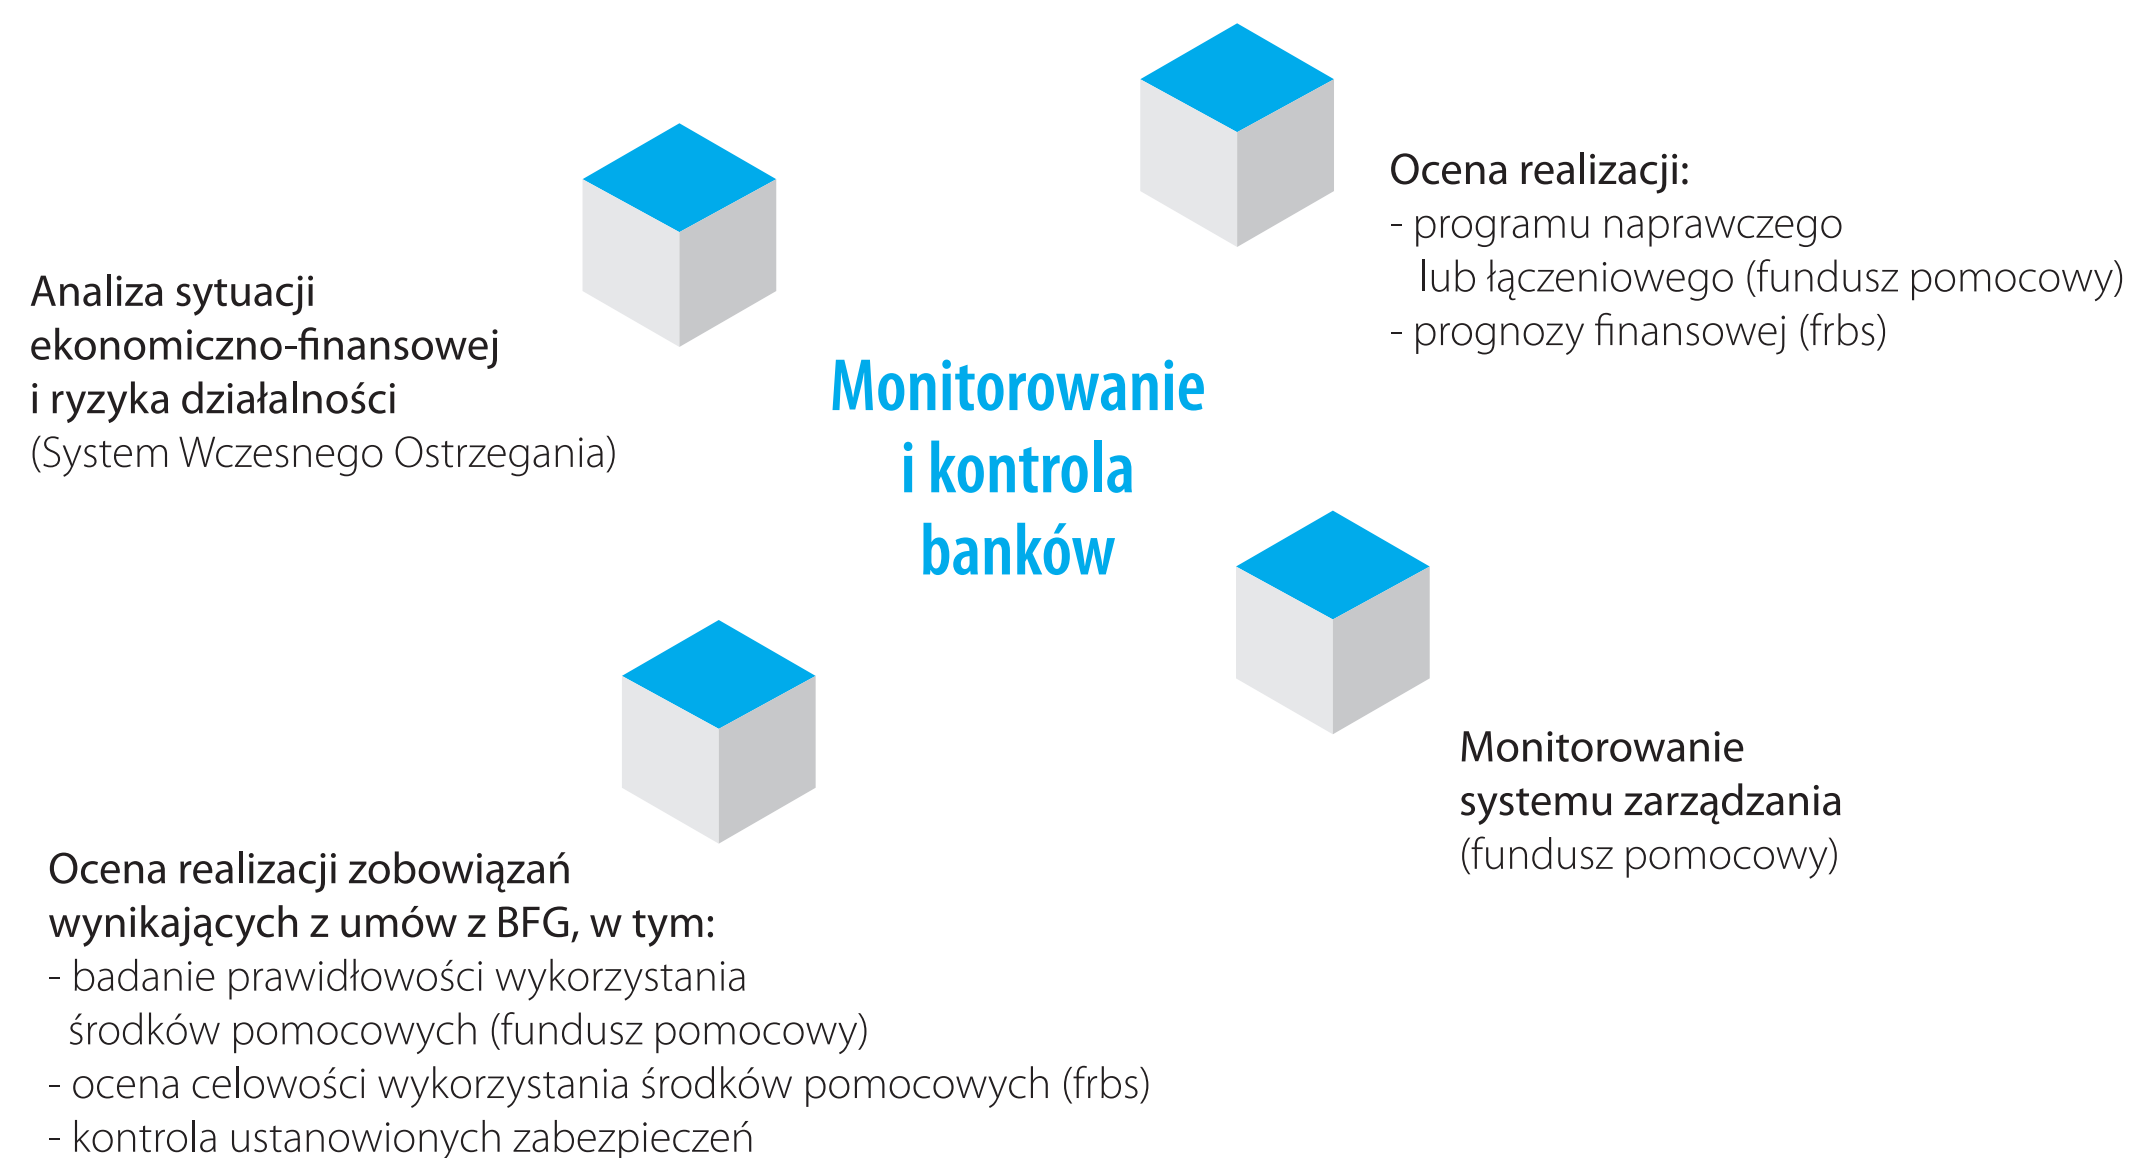 Analiza sytuacji
ekonomiczno-finansowej
i ryzyka działalności
(System Wczesnego Ostrzegania)
Ocena realizacji:
- programu naprawczego
lub łączeniowego (fundusz pomocowy)
- prognozy finansowej (frbs)
Monitorowanie
i kontrola
banków
Monitorowanie
systemu zarządzania
(fundusz pomocowy)
Ocena realizacji zobowiązań
wynikających z umów z BFG, w tym:
- badanie prawidłowości wykorzystania
środków pomocowych (fundusz pomocowy)
- ocena celowości wykorzystania środków pomocowych (frbs)
- kontrola ustanowionych zabezpieczeń